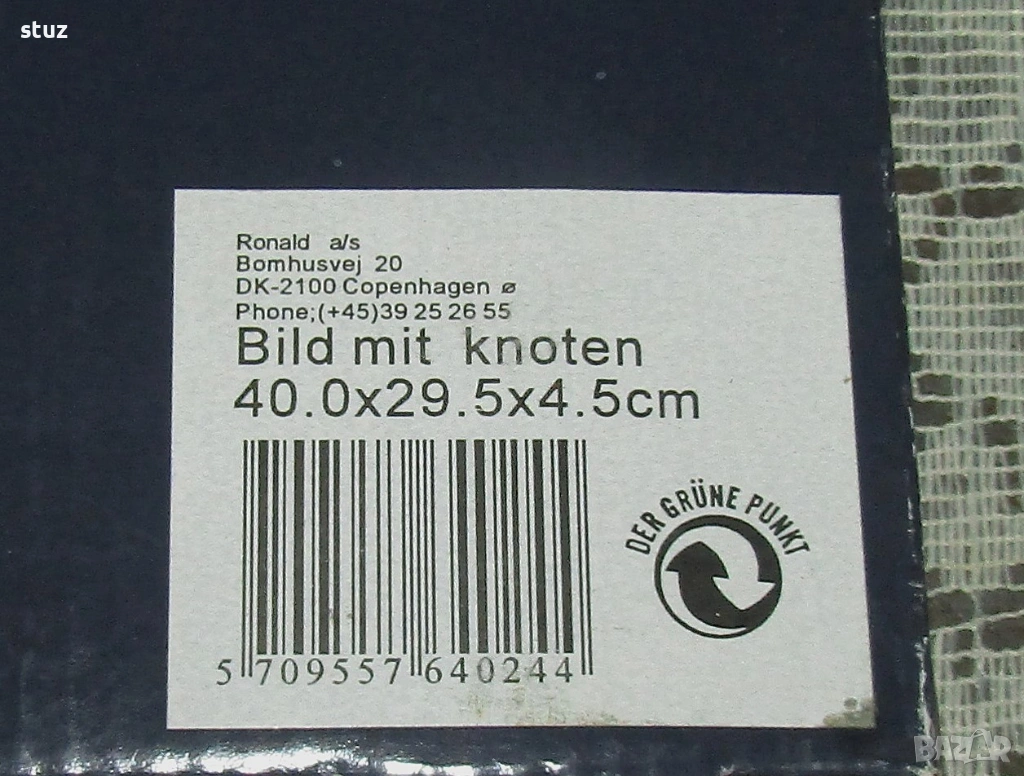 stuz
Ronald a/s
Bomhusvej 20
DK-2100 Copenhagen ø
Phone;(+45)39 25 26 55
Bild mit knoten
40.0x29.5x4.5cm
DER GRÜNE PUNKT
5 709557 640244
BAZAR